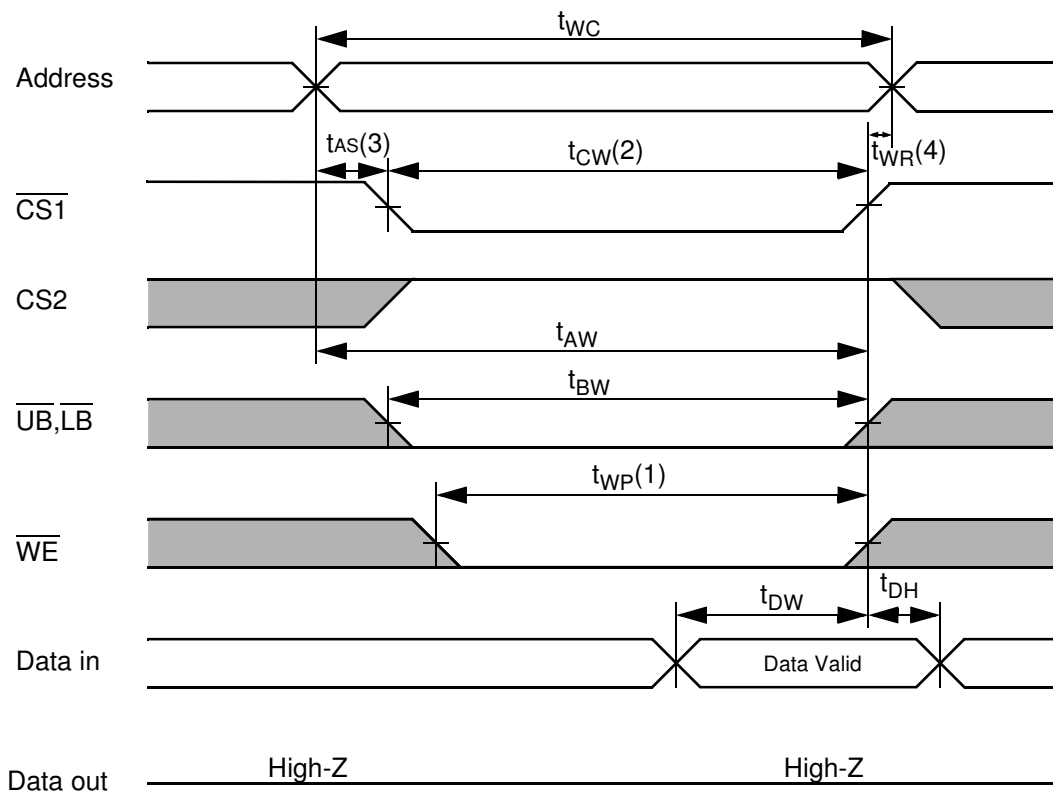 tWC
Address
tAS(3) tCW(2) tWR(4)
CS1
CS2
tAW
tBW
UB,LB
tWP(1)
WE
tDW tDH
Data in Data Valid
High-Z High-Z
Data out